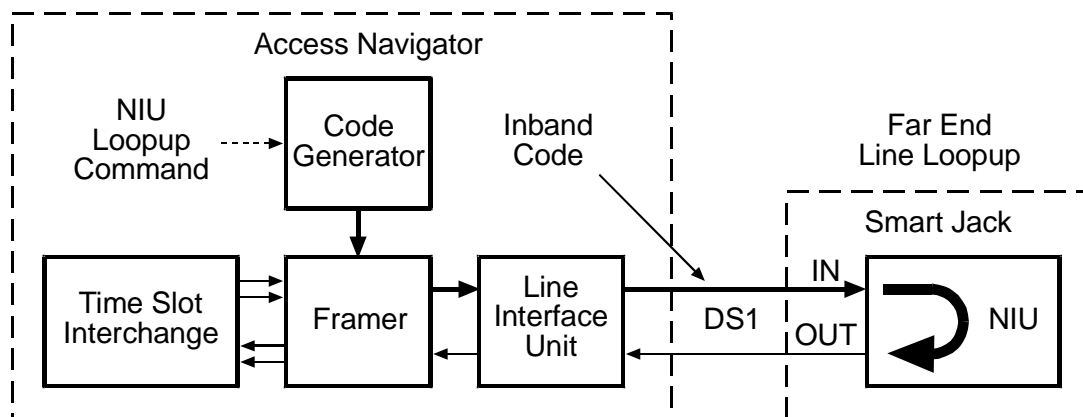 Access Navigator
NIU
Loopup
Command
Code
Generator
Inband
Code
Far End
Line Loopup
Smart Jack
Time Slot
Interchange
Framer
Line
Interface
Unit
DS1
IN
OUT
NIU